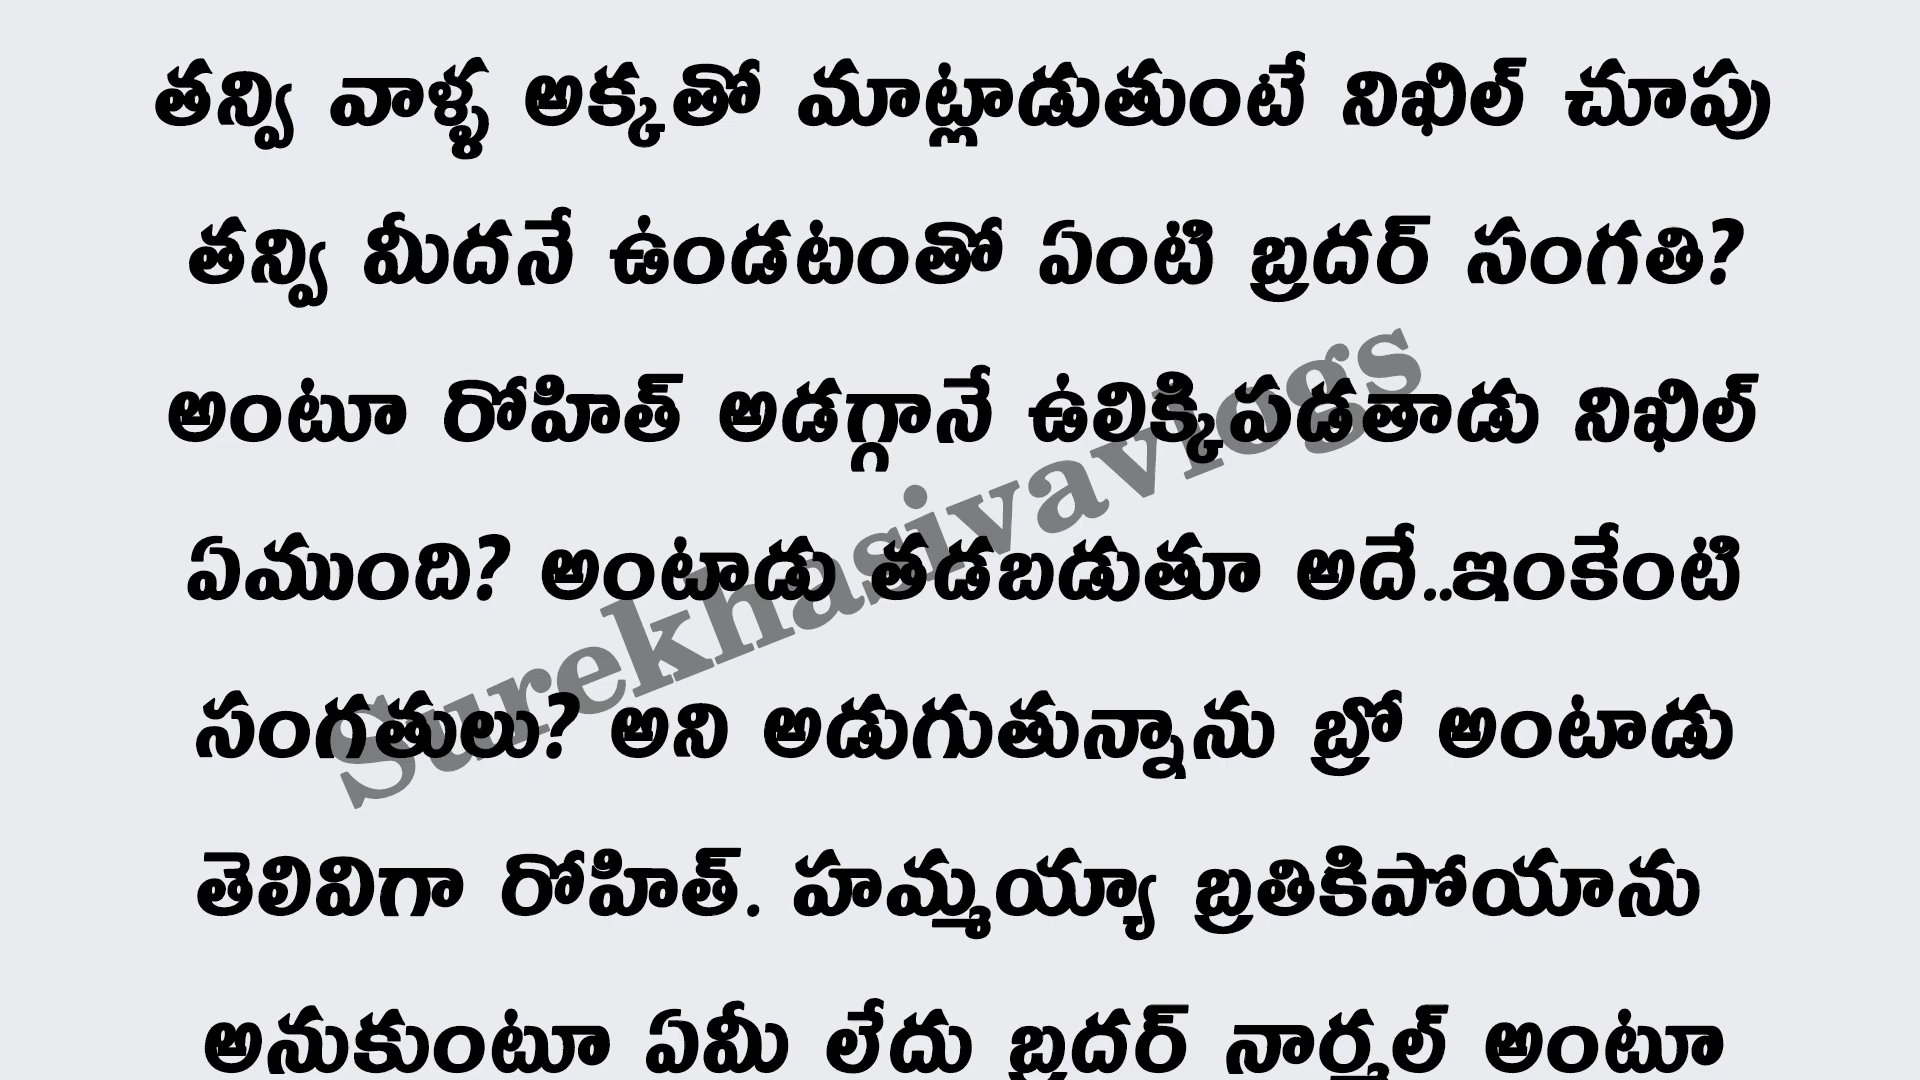 తన్వి వాళ్ళ అక్కతో మాట్లాడుతుంటే నిఖిల్ చూపు
తన్వి మీదనే ఉండటంతో ఏంటి బ్రదర్ సంగతి?
అంటూ రోహిత్ అడగ్గానే ఉలిక్కిపడతాడు నిఖిల్
ఏముంది? అంటాడు తడబడుతూ అదే..ఇంకేంటి
సంగతులు? అని అడుగుతున్నాను బ్రో అంటాడు
తెలివిగా రోహిత్. హమ్మయ్యా బ్రతికిపోయాను
అనుకుంటూ ఏమీ లేదు బ్రదర్ నార్మల్ అంటూ
Surekhasivavlogs